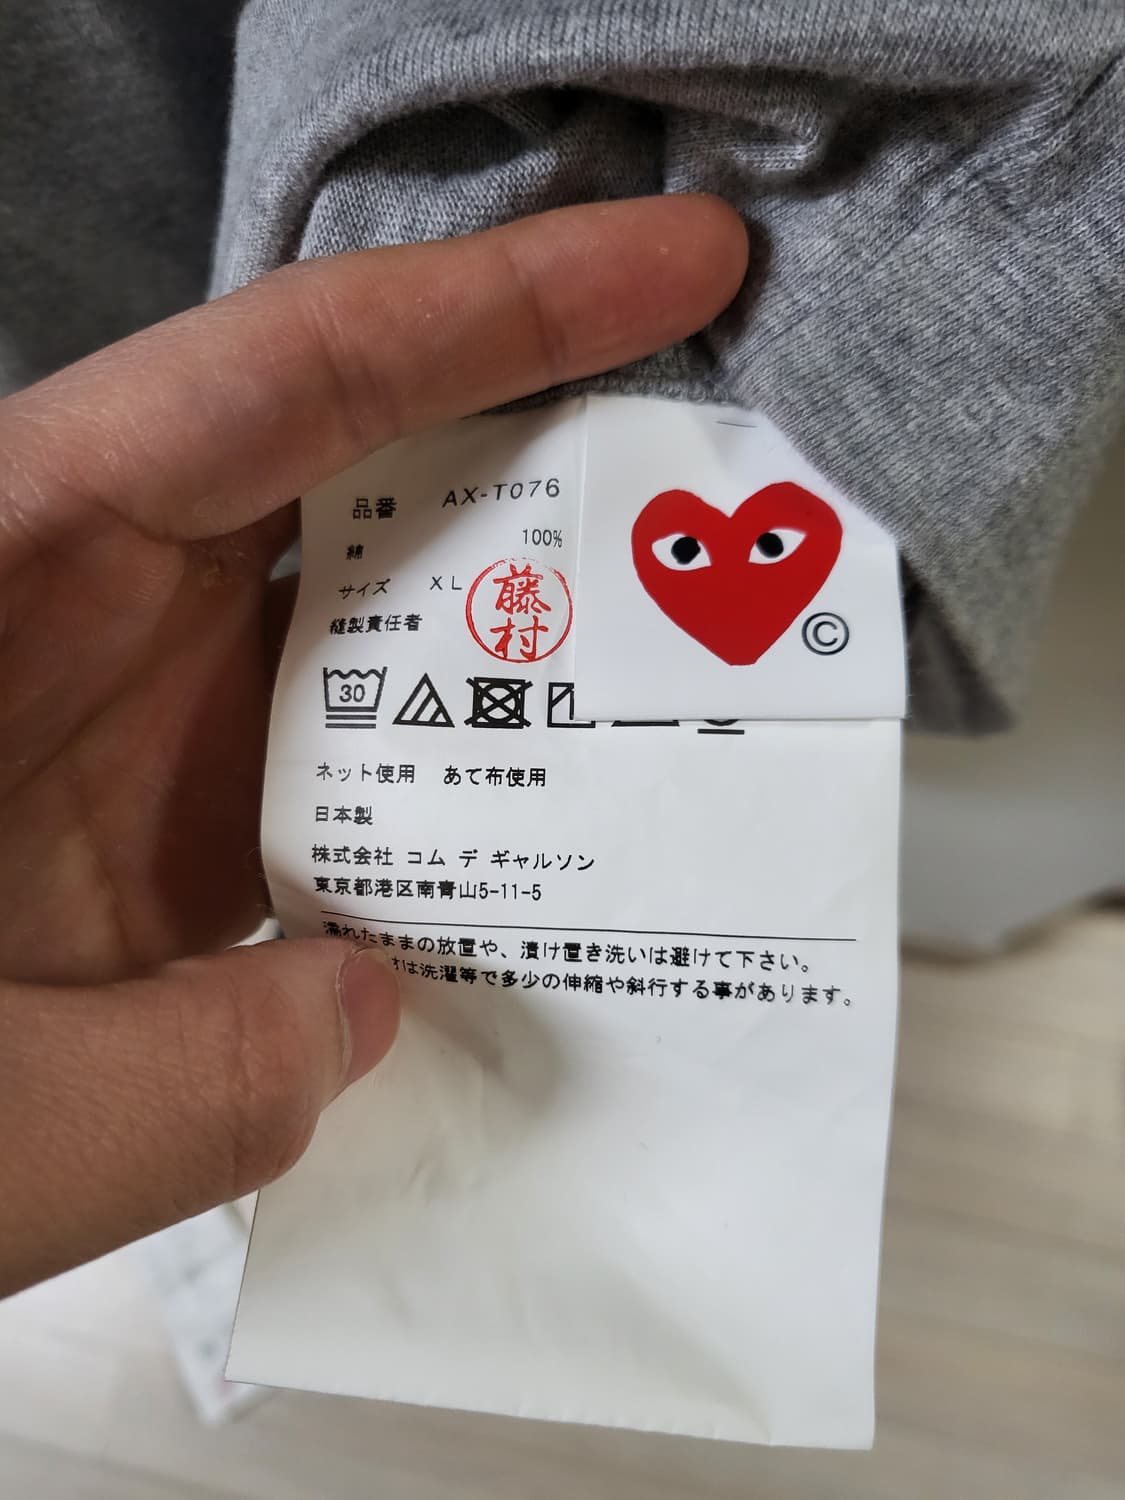 品番 AX-T076
綿 100%
サイズ XL
縫製責任者 藤村
30
©
ネット使用 あて布使用
日本製
株式会社 コム デ ギャルソン
東京都港区南青山5-11-5
濡れたままの放置や、漬け置き洗いは避けて下さい。
は洗濯等で多少の伸縮や斜行する事があります。